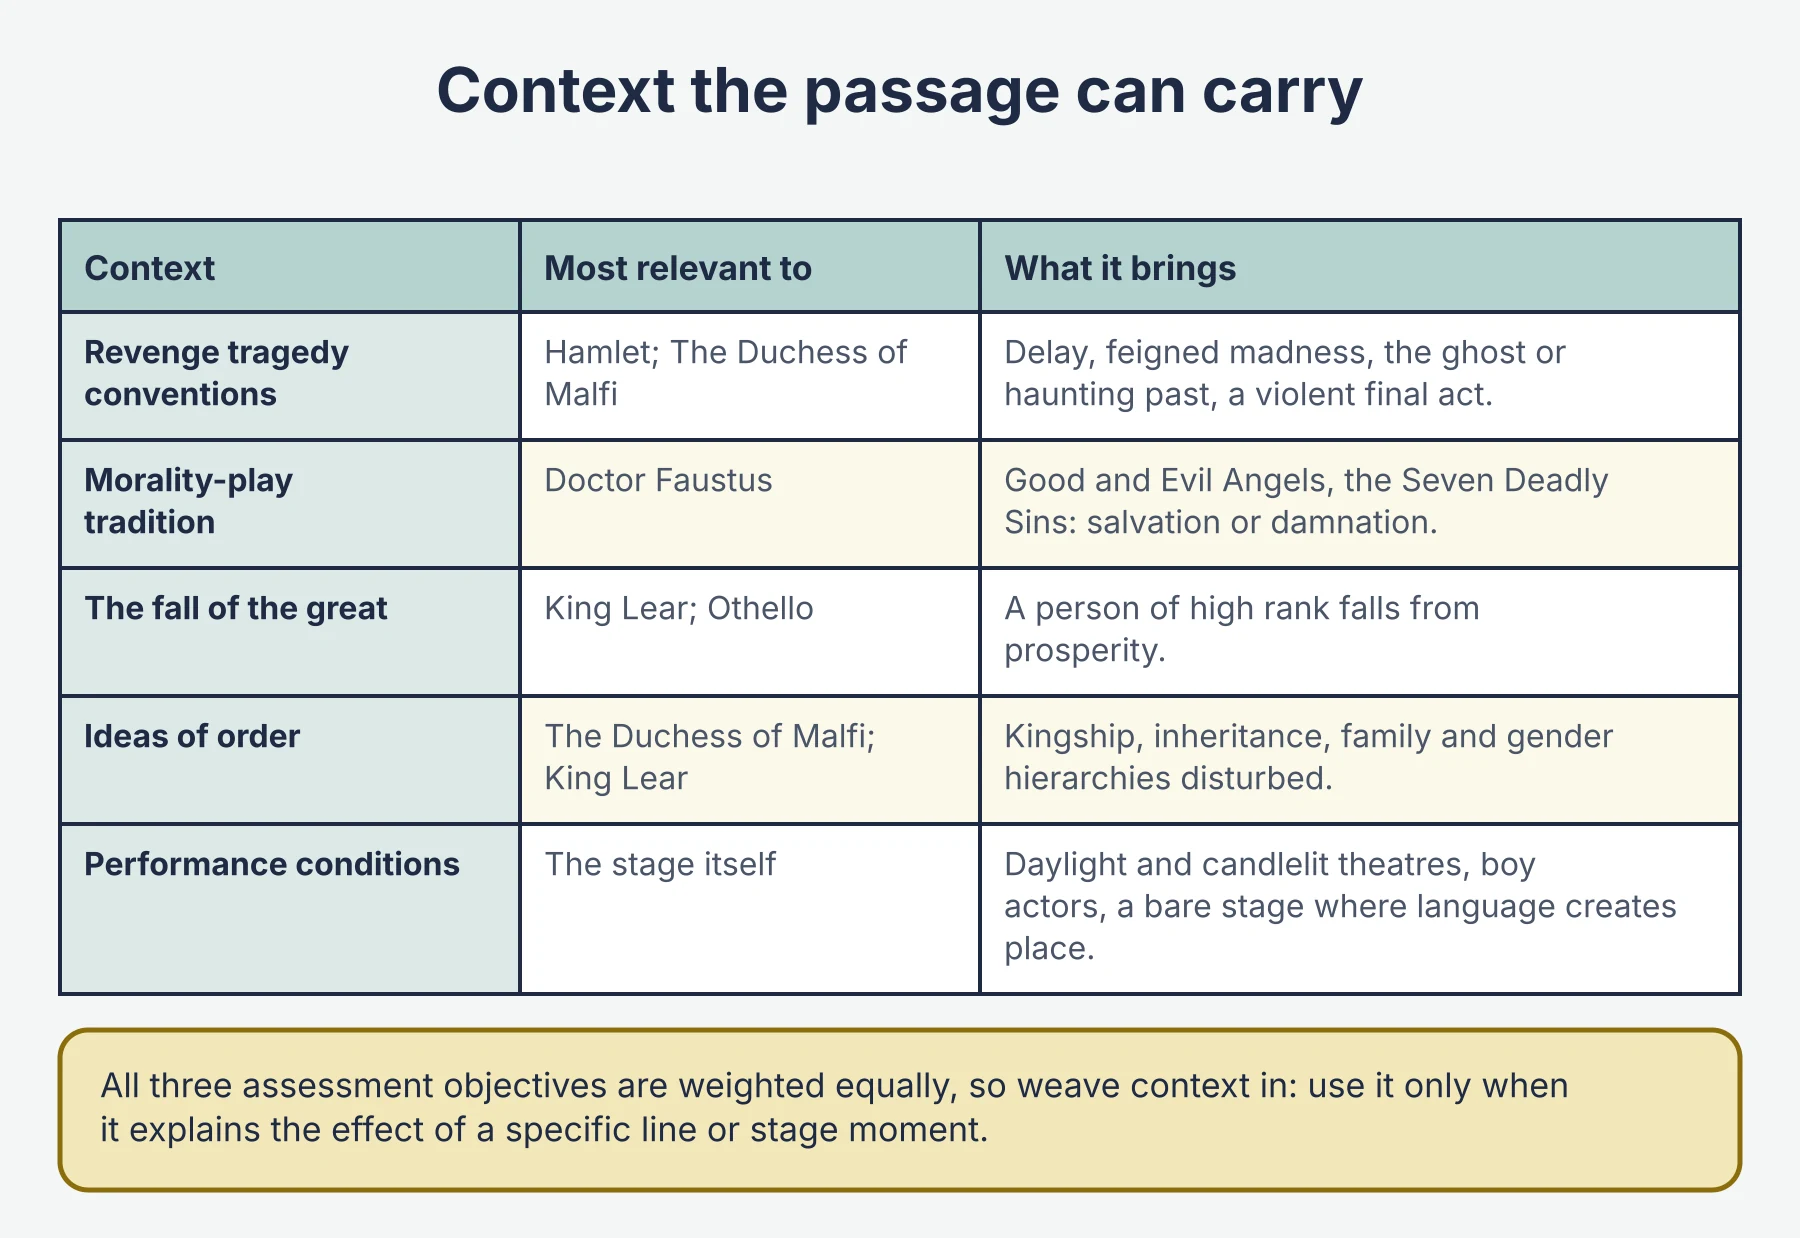 Context the passage can carry
Context
Most relevant to
What it brings
Revenge tragedy
conventions
Hamlet; The Duchess of
Malfi
Delay, feigned madness, the ghost or
haunting past, a violent final act.
Morality-play
tradition
Doctor Faustus
Good and Evil Angels, the Seven Deadly
Sins: salvation or damnation.
The fall of the great
King Lear; Othello
A person of high rank falls from
prosperity.
Ideas of order
The Duchess of Malfi;
King Lear
Kingship, inheritance, family and gender
hierarchies disturbed.
Performance conditions
The stage itself
Daylight and candlelit theatres, boy
actors, a bare stage where language creates
place.
All three assessment objectives are weighted equally, so weave context in: use it only when
it explains the effect of a specific line or stage moment.